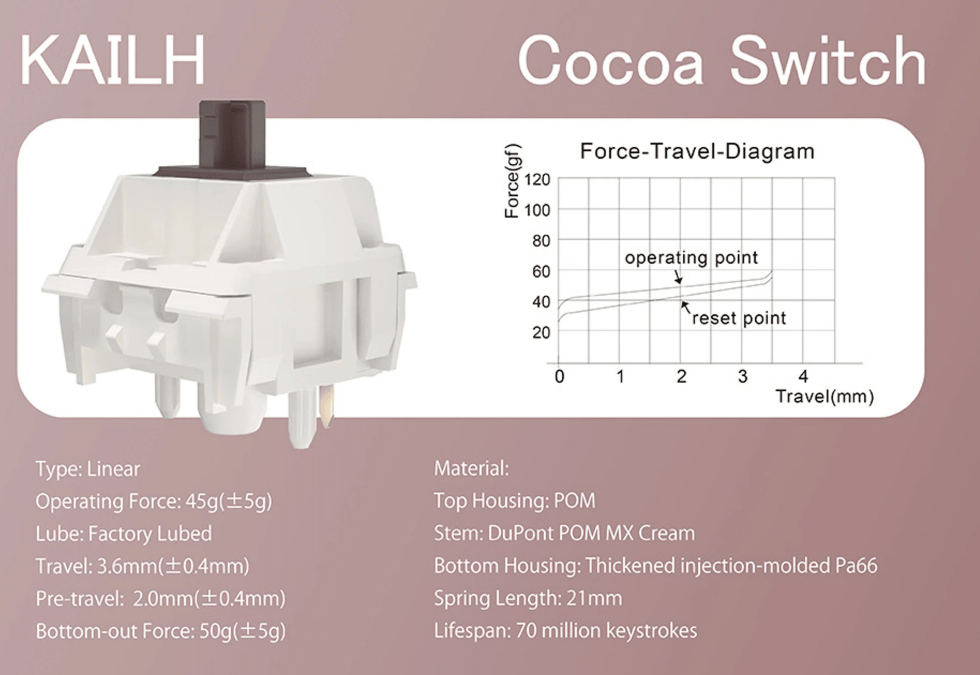 KAILH
Cocoa Switch
Force-Travel-Diagram
Force(gf)
120
100
80
60
40
20
operating point
reset point
0 1 2 3 4
Travel(mm)
Type: Linear
Operating Force: 45g(±5g)
Lube: Factory Lubed
Travel: 3.6mm(±0.4mm)
Pre-travel: 2.0mm(±0.4mm)
Bottom-out Force: 50g(±5g)
Material:
Top Housing: POM
Stem: DuPont POM MX Cream
Bottom Housing: Thickened injection-molded Pa66
Spring Length: 21mm
Lifespan: 70 million keystrokes